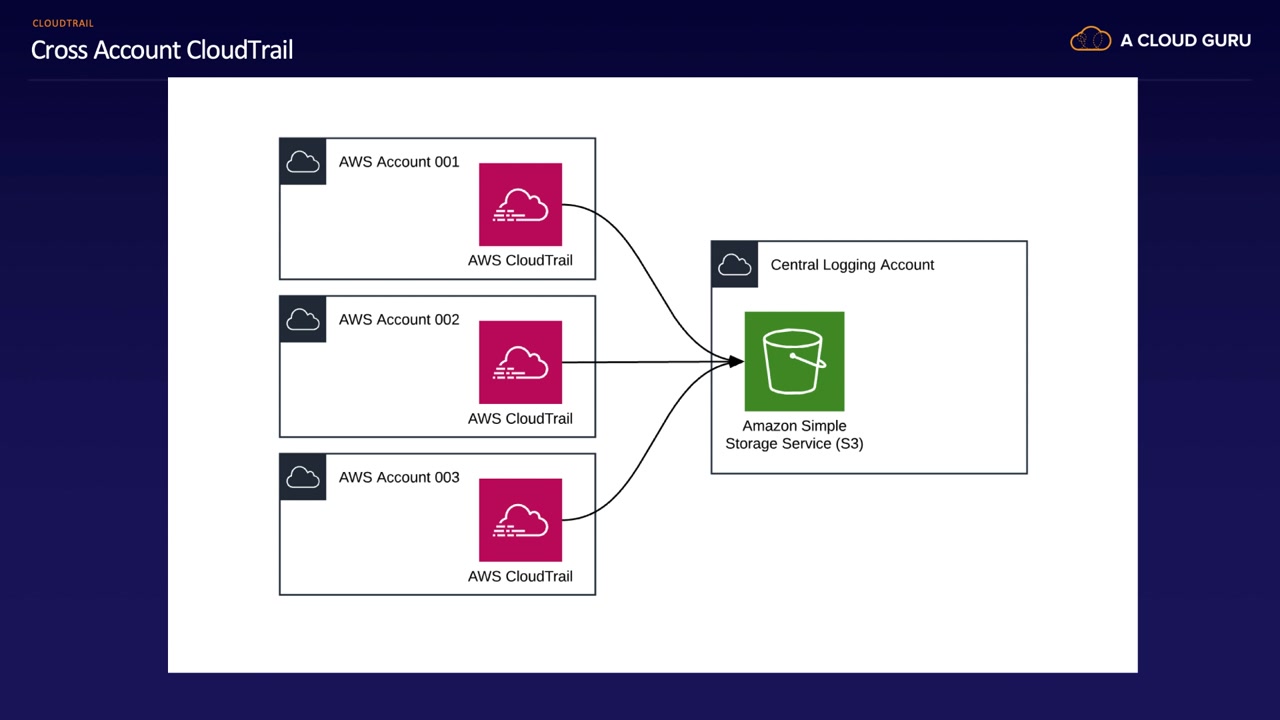 CLOUDTRAIL
Cross Account CloudTrail
A CLOUD GURU
AWS Account 001
AWS CloudTrail
AWS Account 002
AWS CloudTrail
AWS Account 003
AWS CloudTrail
Central Logging Account
Amazon Simple
Storage Service (S3)